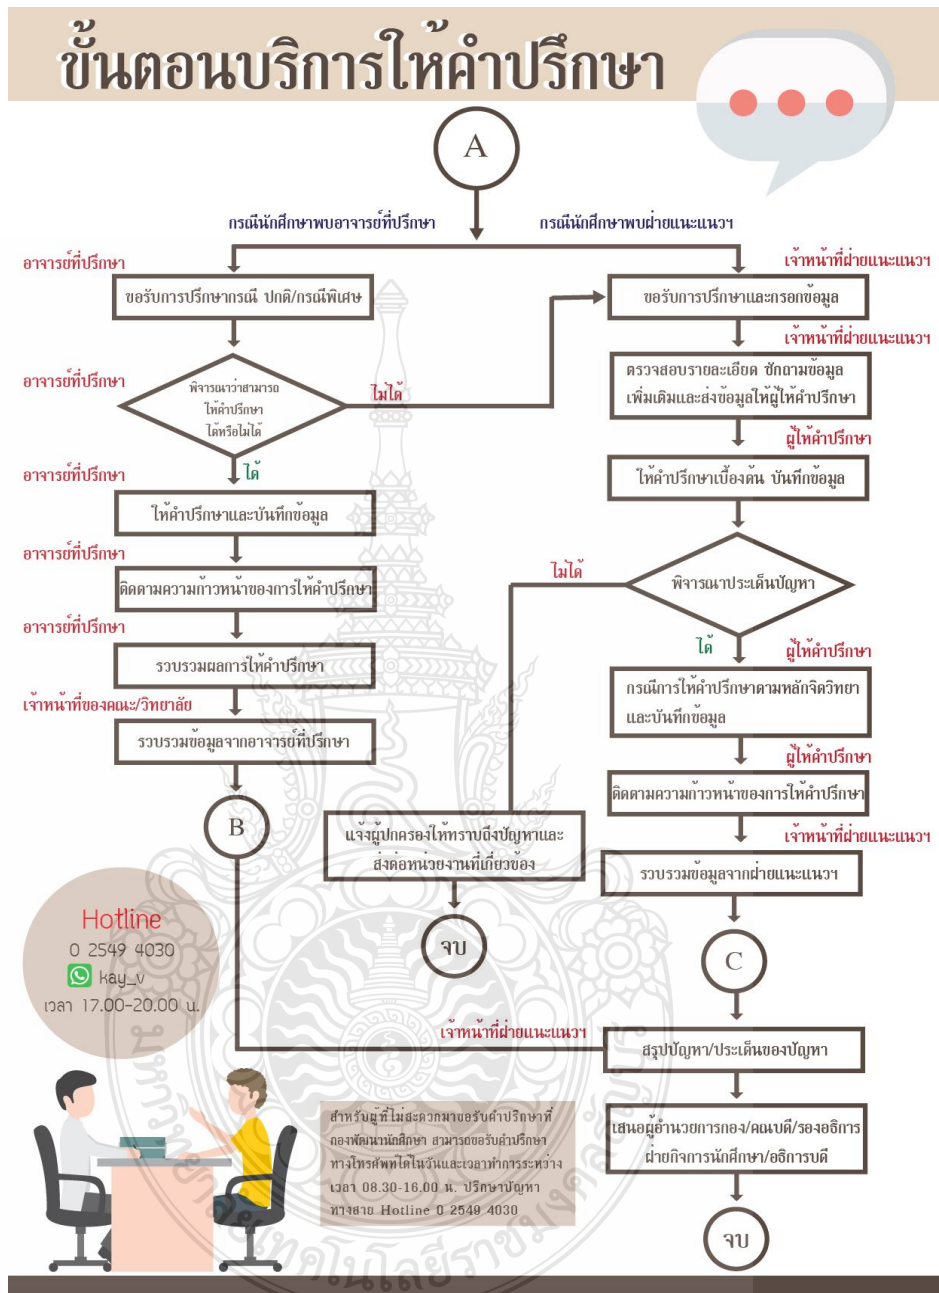 ขั้นตอนบริการให้คำปรึกษา
A
กรณีนักศึกษาพบอาจารย์ที่ปรึกษา
กรณีนักศึกษาพบฝ่ายแนะแนวฯ
อาจารย์ที่ปรึกษา
ขอรับการปรึกษากรณี ปกติ/กรณีพิเศษ
อาจารย์ที่ปรึกษา
พิจารณาว่าสามารถ
ให้คำปรึกษา
ได้หรือไม่ได้
ไม่ได้
ได้
อาจารย์ที่ปรึกษา
ให้คำปรึกษาและบันทึกข้อมูล
อาจารย์ที่ปรึกษา
ติดตามความก้าวหน้าของการให้คำปรึกษา
อาจารย์ที่ปรึกษา
รวบรวมผลการให้คำปรึกษา
เจ้าหน้าที่ของคณะ/วิทยาลัย
รวบรวมข้อมูลจากอาจารย์ที่ปรึกษา
B
เจ้าหน้าที่ฝ่ายแนะแนวฯ
ขอรับการปรึกษาและกรอกข้อมูล
เจ้าหน้าที่ฝ่ายแนะแนวฯ
ตรวจสอบรายละเอียด ซักถามข้อมูล
เพิ่มเติมและส่งข้อมูลให้ผู้ให้คำปรึกษา
ผู้ให้คำปรึกษา
ให้คำปรึกษาเบื้องต้น บันทึกข้อมูล
พิจารณาประเด็นปัญหา
ไม่ได้
ได้
แจ้งผู้ปกครองให้ทราบถึงปัญหาและ
ส่งต่อหน่วยงานที่เกี่ยวข้อง
จบ
ผู้ให้คำปรึกษา
กรณีการให้คำปรึกษาตามหลักจิตวิทยา
และบันทึกข้อมูล
ผู้ให้คำปรึกษา
ติดตามความก้าวหน้าของการให้คำปรึกษา
เจ้าหน้าที่ฝ่ายแนะแนวฯ
รวบรวมข้อมูลจากฝ่ายแนะแนวฯ
C
เจ้าหน้าที่ฝ่ายแนะแนวฯ
สรุปปัญหา/ประเด็นของปัญหา
เสนอผู้อำนวยการกอง/คณบดี/รองอธิการ
ฝ่ายกิจการนักศึกษา/อธิการบดี
จบ
Hotline
0 2549 4030
kay_v
เวลา 17.00-20.00 น.
สำหรับผู้ที่ไม่สะดวกมาขอรับคำปรึกษาที่
กองพัฒนานักศึกษา สามารถขอรับคำปรึกษา
ทางโทรศัพท์ได้ในวันและเวลาทำการระหว่าง
เวลา 08.30-16.00 น. ปรึกษาปัญหา
ทางสาย Hotline 0 2549 4030
มหาวิทยาลัยเทคโนโลยีราชมงคลธัญบุรี